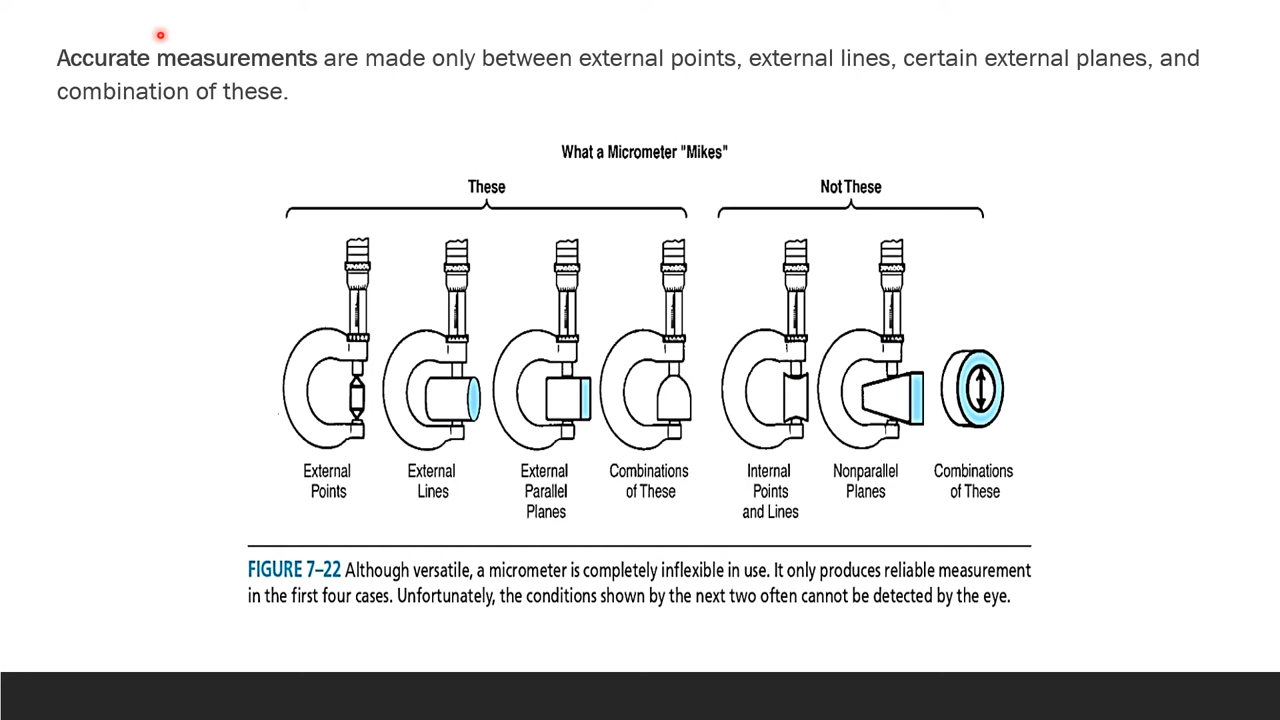 Accurate measurements are made only between external points, external lines, certain external planes, and
combination of these.
What a Micrometer "Mikes"
These
Not These
External
Points
External
Lines
External
Parallel
Planes
Combinations
of These
Internal
Points
and Lines
Nonparallel
Planes
Combinations
of These
FIGURE 7–22 Although versatile, a micrometer is completely inflexible in use. It only produces reliable measurement
in the first four cases. Unfortunately, the conditions shown by the next two often cannot be detected by the eye.